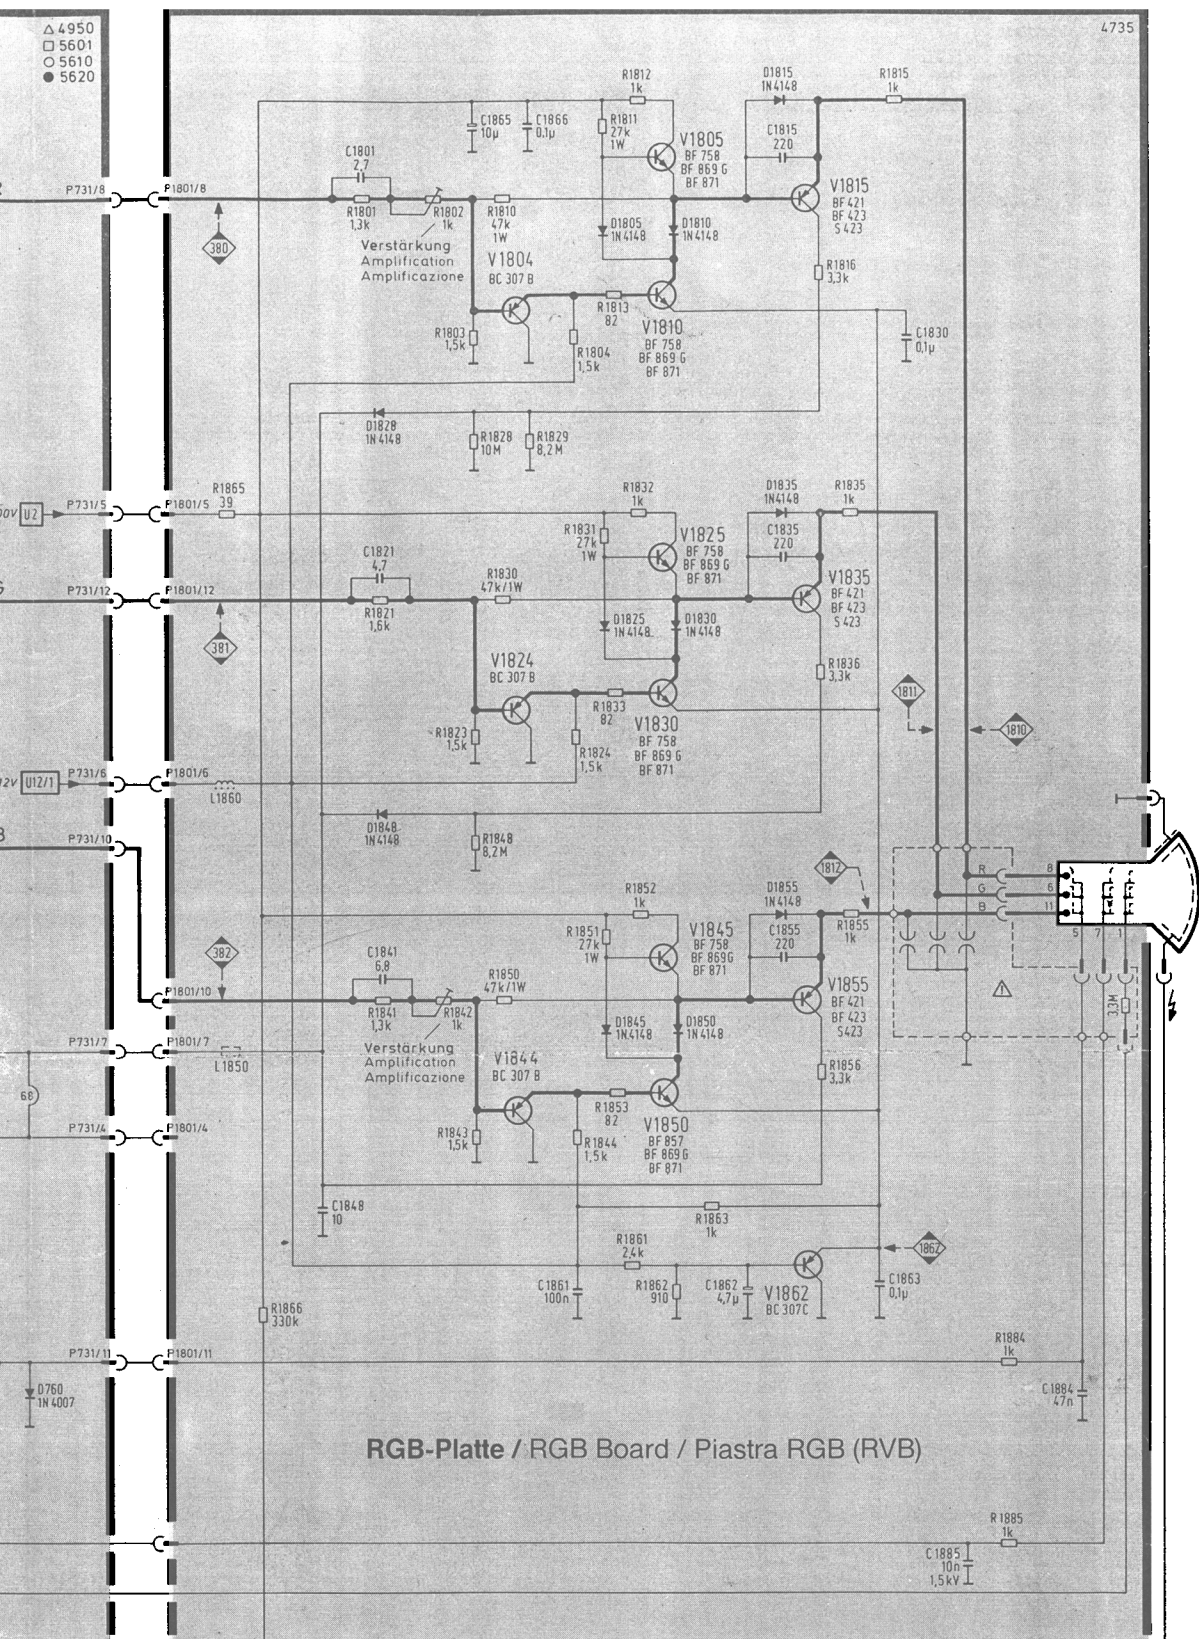 △ 4950
□ 5601
○ 5610
● 5620
4735
R1812
1k
D1815
1N4148
R1815
1k
C1865
10µ
C1866
0,1µ
R1811
27k
1W
V1805
BF 758
BF 869 G
BF 871
C1815
220
C1801
2,7
P731/8
P1801/8
R1801
1,3k
R1802
1k
R1810
47k
1W
V1815
BF 421
BF 423
S 423
380
Verstärkung
Amplification
Amplificazione
D1805
1N4148
D1810
1N4148
V1804
BC 307 B
R1816
3,3k
R1813
82
V1810
BF 758
BF 869 G
BF 871
R1803
1,5k
R1804
1,5k
C1830
0,1µ
D1828
1N4148
R1828
10M
R1829
8,2M
R1865
39
U2
P731/5
P1801/5
R1832
1k
D1835
1N4148
R1835
1k
R1831
27k
1W
V1825
BF 758
BF 869 G
BF 871
C1835
220
C1821
4,7
R1830
47k/1W
P731/12
P1801/12
R1821
1,6k
V1835
BF 421
BF 423
S 423
381
D1825
1N4148
D1830
1N4148
V1824
BC 307 B
R1836
3,3k
R1833
82
V1830
BF 758
BF 869 G
BF 871
R1823
1,5k
R1824
1,5k
1811
1810
U12/1
P731/6
P1801/6
L1860
D1848
1N4148
R1848
8,2M
P731/10
1812
R
G
B
8
6
11
5
7
1
R1852
1k
D1855
1N4148
R1855
1k
R1851
27k
1W
V1845
BF 758
BF 869G
BF 871
C1855
220
382
C1841
6,8
R1850
47k/1W
P1801/10
R1841
1,3k
R1842
1k
V1855
BF 421
BF 423
S423
3,3M
D1845
1N4148
D1850
1N4148
P731/7
P1801/7
L1850
Verstärkung
Amplification
Amplificazione
V1844
BC 307 B
R1856
3,3k
68
R1853
82
V1850
BF 857
BF 869 G
BF 871
P731/4
P1801/4
R1843
1,5k
R1844
1,5k
C1848
10
R1863
1k
R1861
2,4k
1862
C1861
100n
R1862
910
C1862
4,7µ
V1862
BC 307C
C1863
0,1µ
R1866
330k
P731/11
P1801/11
R1884
1k
D760
1N4007
C1884
47n
RGB-Platte / RGB Board / Piastra RGB (RVB)
R1885
1k
C1885
10n
1,5kV